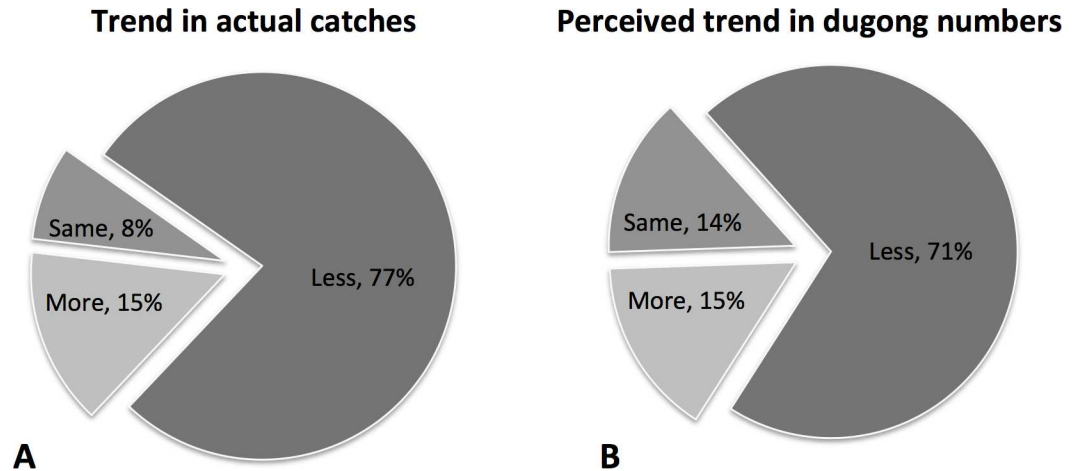 Trend in actual catches
Same, 8%
Less, 77%
More, 15%
A
Perceived trend in dugong numbers
Same, 14%
Less, 71%
More, 15%
B